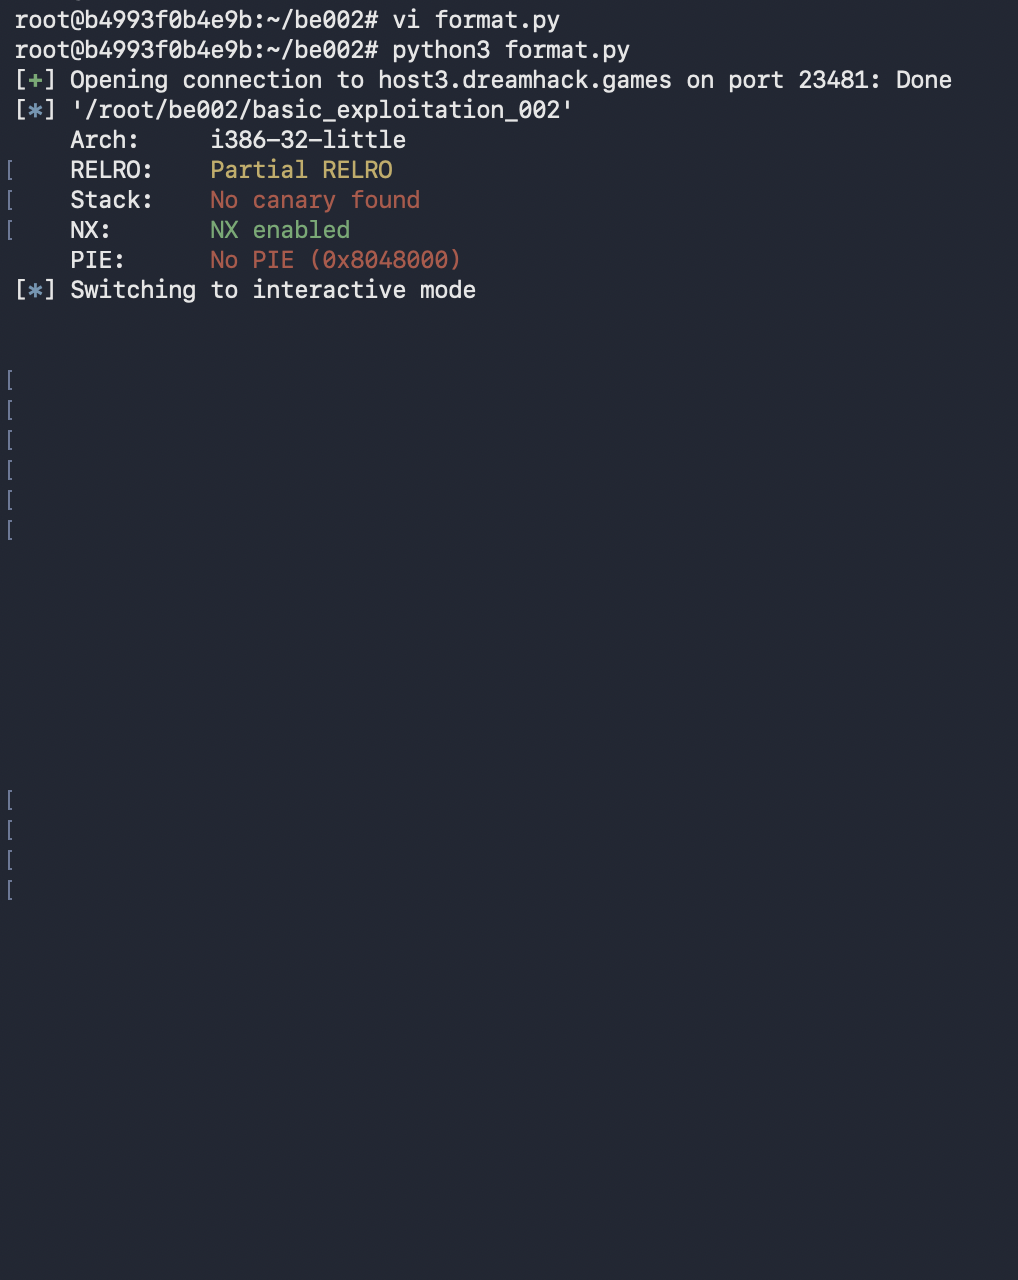 root@b4993f0b4e9b:~/be002# vi format.py
root@b4993f0b4e9b:~/be002# python3 format.py
[+] Opening connection to host3.dreamhack.games on port 23481: Done
[*] '/root/be002/basic_exploitation_002'
    Arch:     i386-32-little
[   RELRO:    Partial RELRO
[   Stack:    No canary found
[   NX:       NX enabled
    PIE:      No PIE (0x8048000)
[*] Switching to interactive mode
[
[
[
[
[
[
[
[
[
[